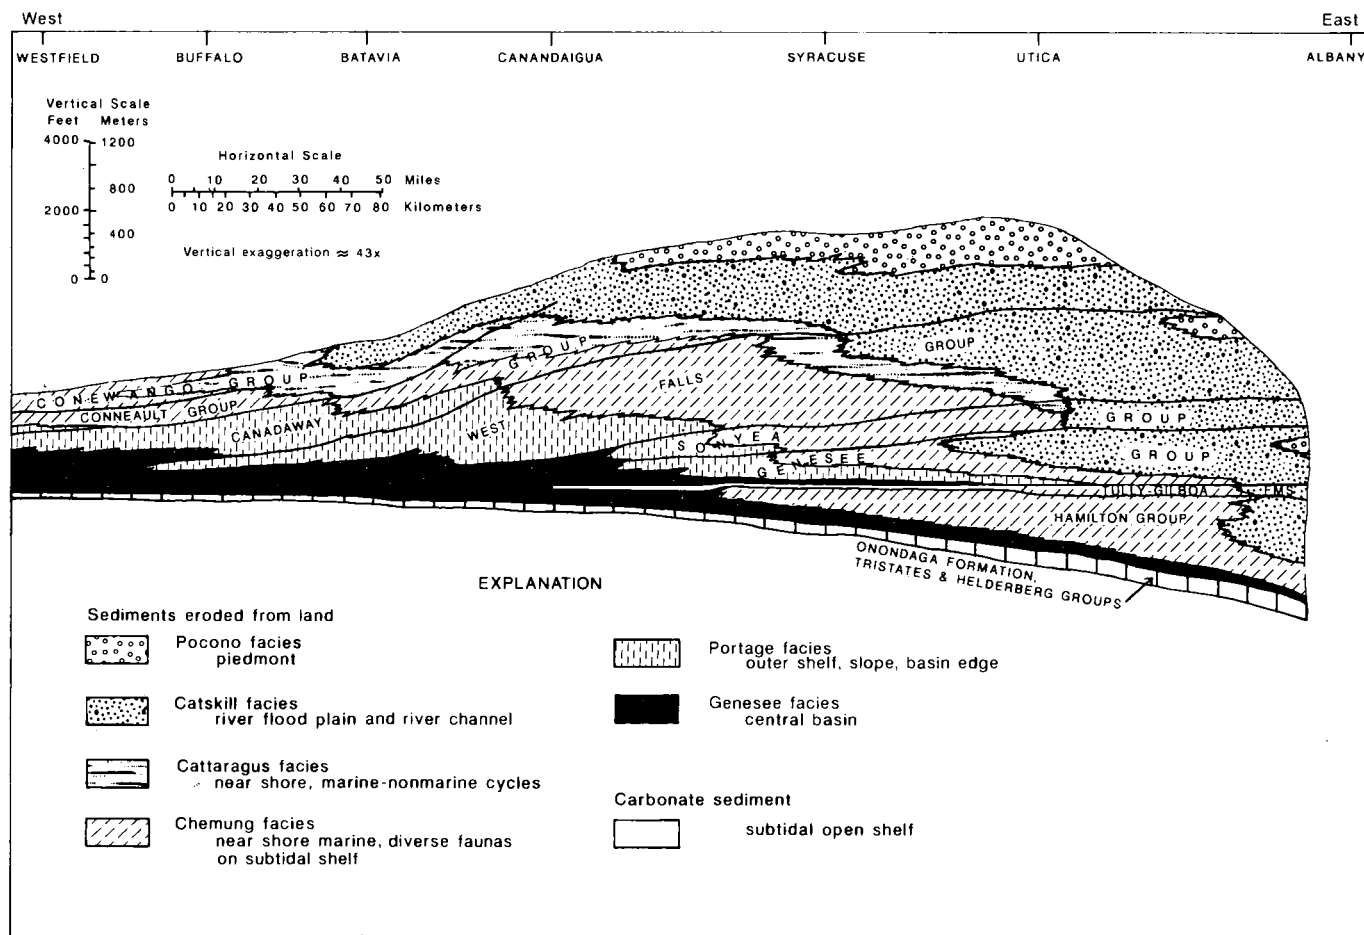 West East
WESTFIELD BUFFALO BATAVIA CANANDAIGUA SYRACUSE UTICA ALBANY
Vertical Scale
Feet Meters
4000 1200
800
2000
400
0 0
Horizontal Scale
0 10 20 30 40 50 Miles
0 10 20 30 40 50 60 70 80 Kilometers
Vertical exaggeration ≈ 43x
CONEWANGO GROUP
CONNEAULT GROUP
CANADAWAY GROUP
WEST FALLS GROUP
SONYEA GROUP
GENESEE GROUP
TULLY-GILBOA FMS
HAMILTON GROUP
ONONDAGA FORMATION,
TRISTATES & HELDERBERG GROUPS
EXPLANATION
Sediments eroded from land
Pocono facies
piedmont
Catskill facies
river flood plain and river channel
Cattaragus facies
near shore, marine-nonmarine cycles
Chemung facies
near shore marine, diverse faunas
on subtidal shelf
Portage facies
outer shelf, slope, basin edge
Genesee facies
central basin
Carbonate sediment
subtidal open shelf